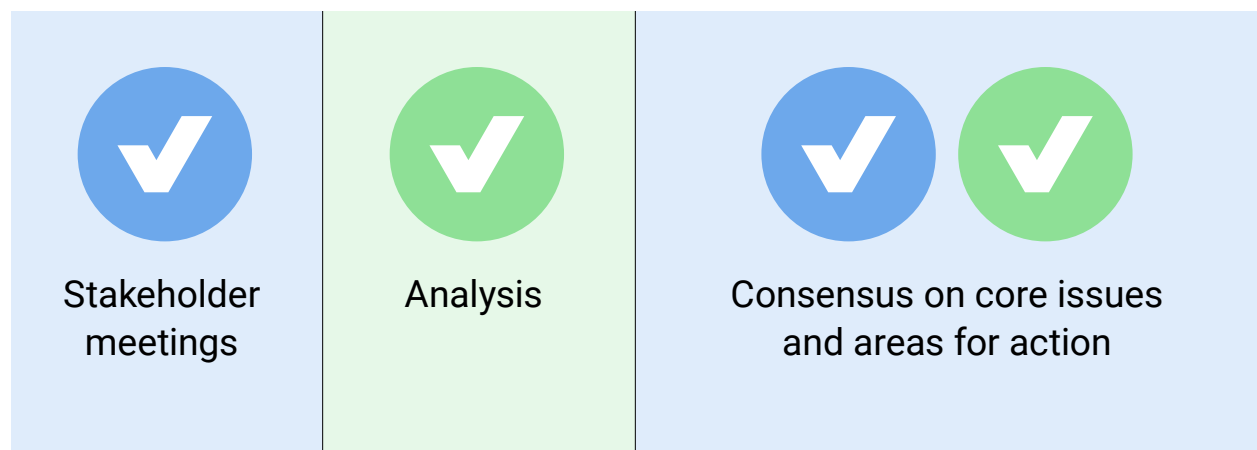 Stakeholder
meetings
Analysis
Consensus on core issues
and areas for action